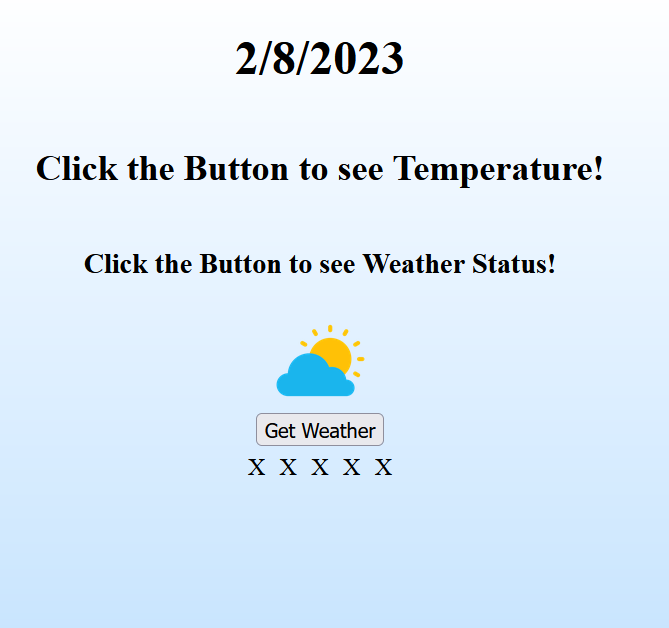 2/8/2023
Click the Button to see Temperature!
Click the Button to see Weather Status!
Get Weather
X X X X X